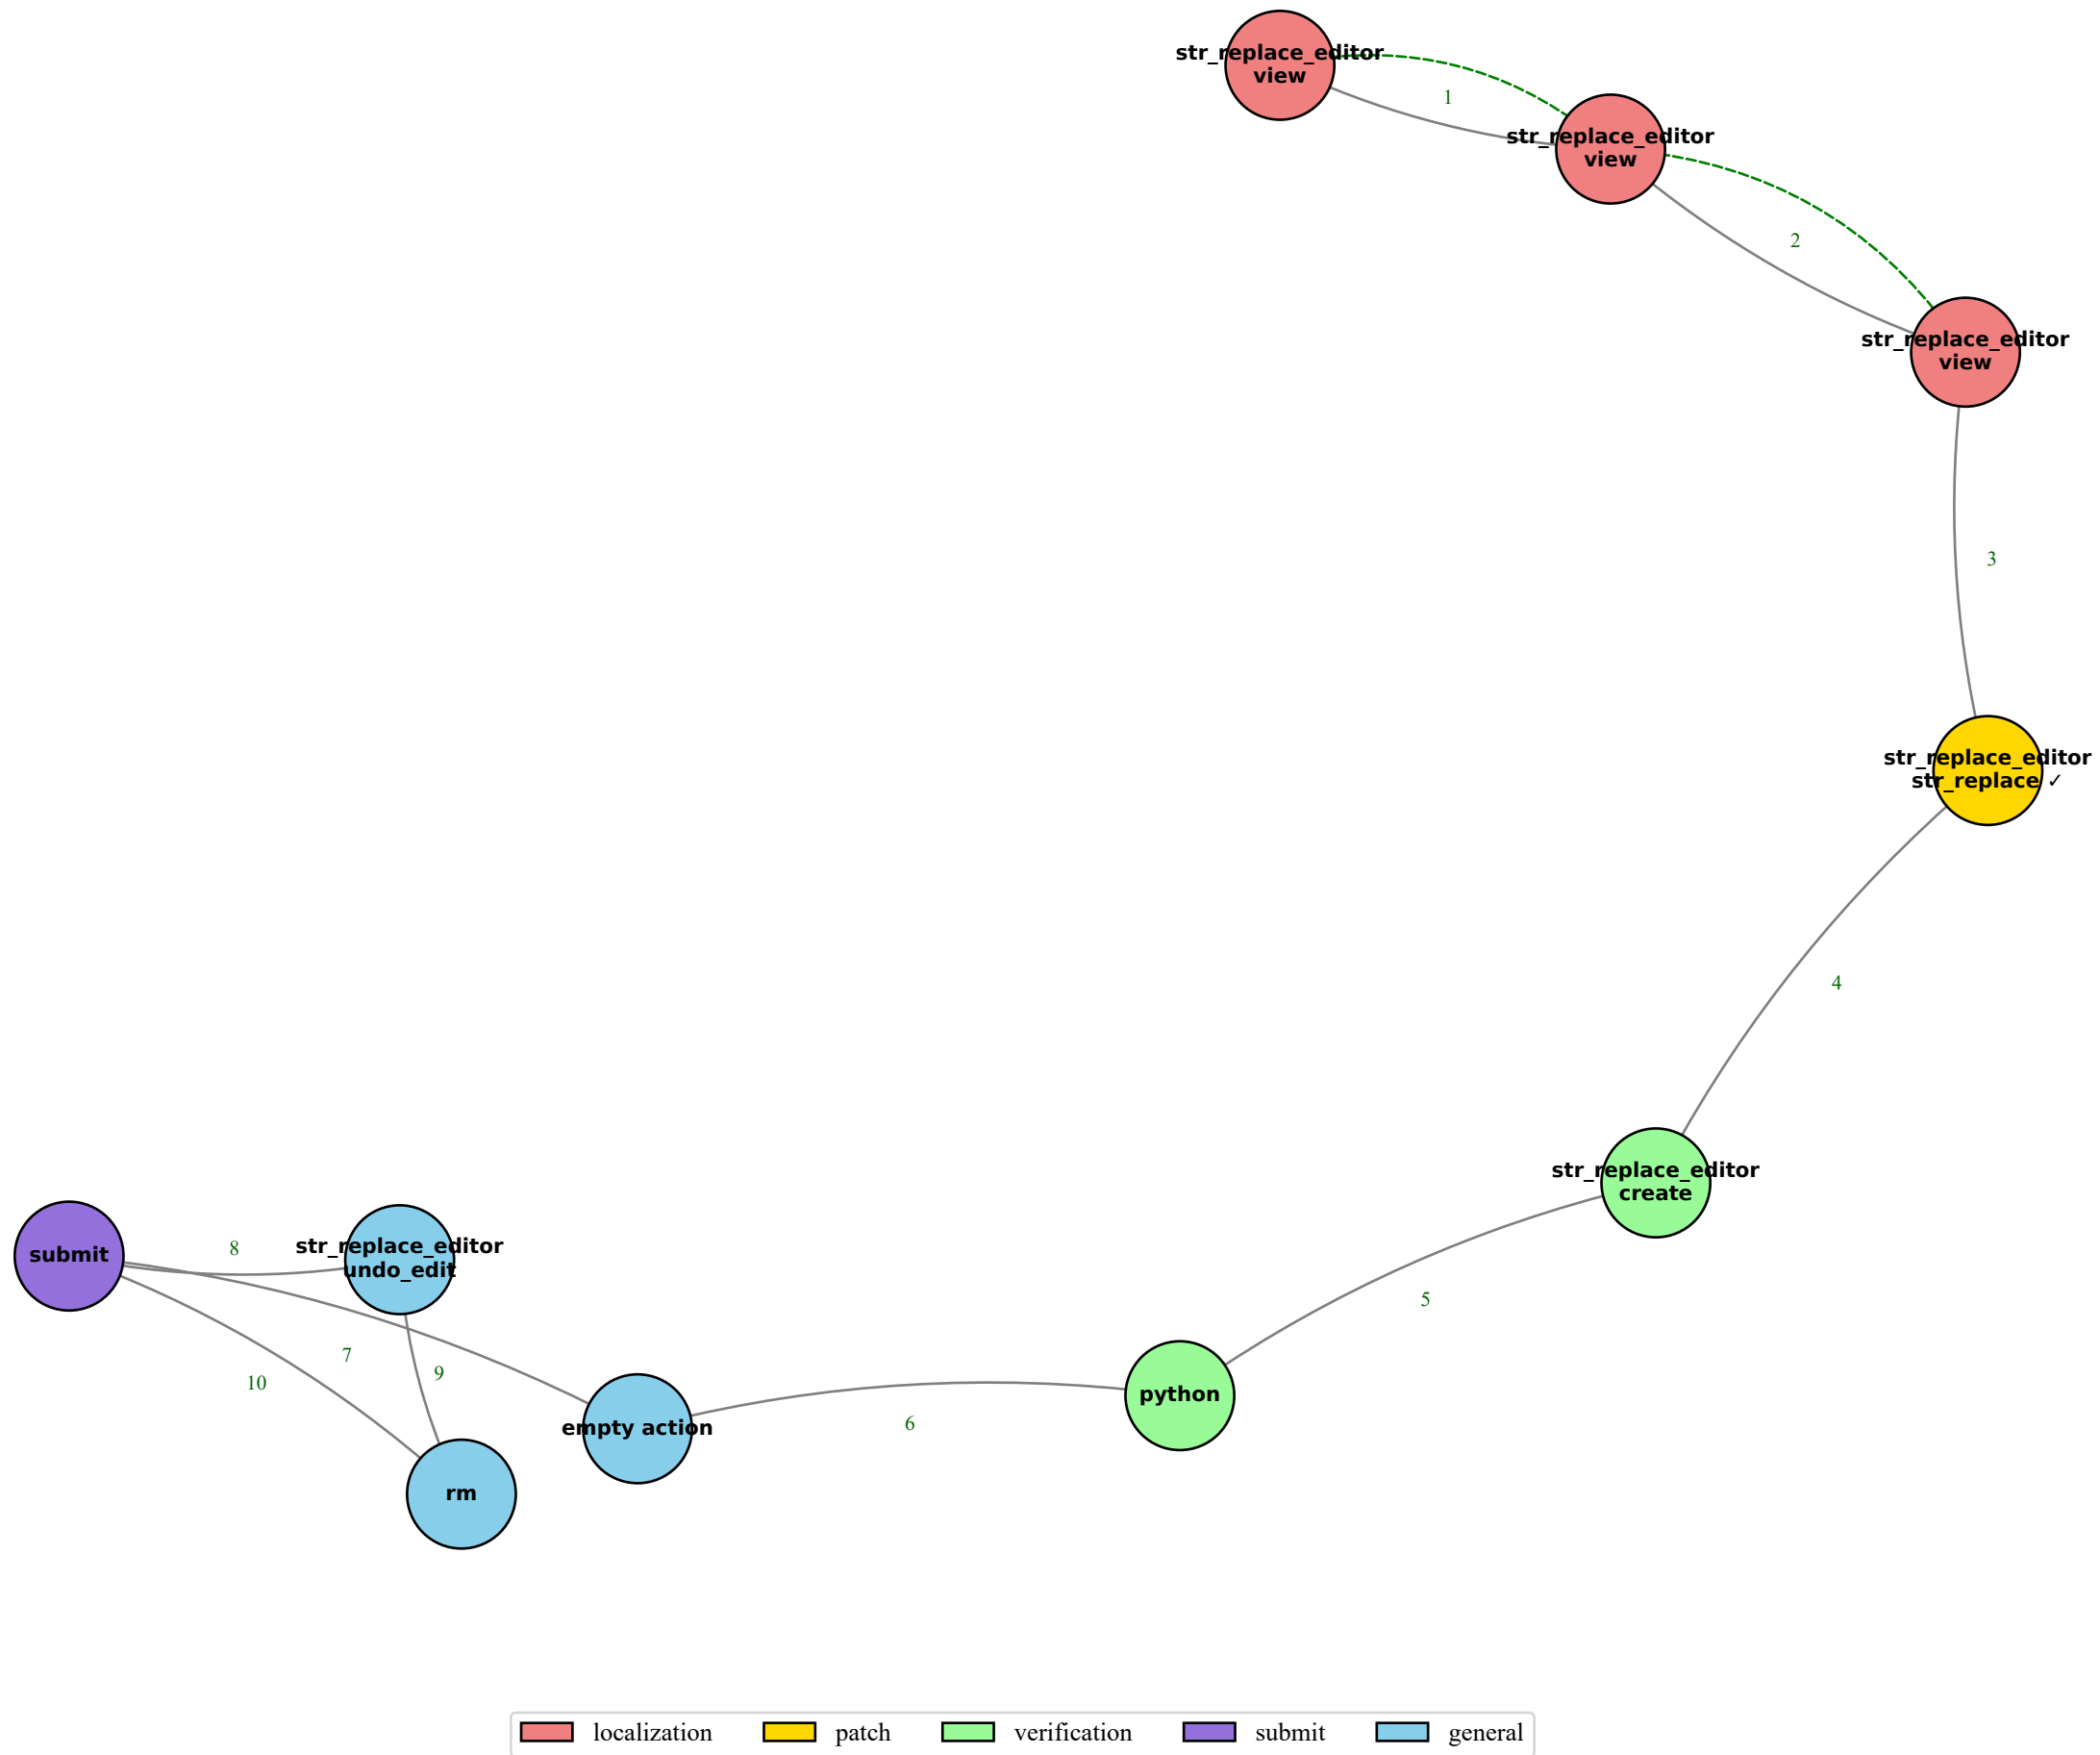 str_replace_editor
view
1
str_replace_editor
view
2
str_replace_editor
view
3
str_replace_editor
str_replace ✓
4
str_replace_editor
create
5
python
6
empty action
7
submit
8
str_replace_editor
undo_edit
9
rm
10
localization
patch
verification
submit
general